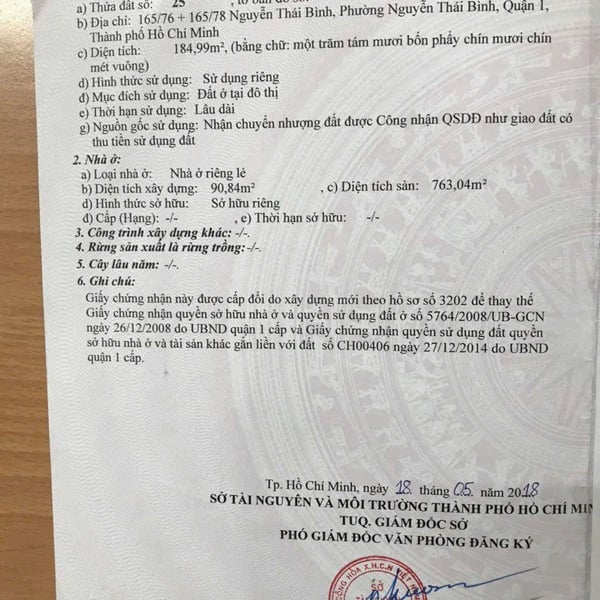 a) Thửa đất số: 25
b) Địa chỉ: 165/76 + 165/78 Nguyễn Thái Bình, Phường Nguyễn Thái Bình, Quận 1,
Thành phố Hồ Chí Minh
c) Diện tích: 184,99m², (bằng chữ: một trăm tám mươi bốn phẩy chín mươi chín
mét vuông)
d) Hình thức sử dụng: Sử dụng riêng
đ) Mục đích sử dụng: Đất ở tại đô thị
e) Thời hạn sử dụng: Lâu dài
g) Nguồn gốc sử dụng: Nhận chuyển nhượng đất được Công nhận QSDĐ như giao đất có
thu tiền sử dụng đất
2. Nhà ở:
a) Loại nhà ở: Nhà ở riêng lẻ
b) Diện tích xây dựng: 90,84m² , c) Diện tích sàn: 763,04m²
d) Hình thức sở hữu: Sở hữu riêng
đ) Cấp (Hạng): -/- , e) Thời hạn sở hữu: -/-
3. Công trình xây dựng khác: -/-.
4. Rừng sản xuất là rừng trồng:-/-.
5. Cây lâu năm: -/-.
6. Ghi chú:
Giấy chứng nhận này được cấp đổi do xây dựng mới theo hồ sơ số 3202 để thay thế
Giấy chứng nhận quyền sở hữu nhà ở và quyền sử dụng đất ở số 5764/2008/UB-GCN
ngày 26/12/2008 do UBND quận 1 cấp và Giấy chứng nhận quyền sử dụng đất quyền
sở hữu nhà ở và tài sản khác gắn liền với đất số CH00406 ngày 27/12/2014 do UBND
quận 1 cấp.
Tp. Hồ Chí Minh, ngày 18 tháng 05 năm 2018
SỞ TÀI NGUYÊN VÀ MÔI TRƯỜNG THÀNH PHỐ HỒ CHÍ MIN
TUQ. GIÁM ĐỐC SỞ
PHÓ GIÁM ĐỐC VĂN PHÒNG ĐĂNG KÝ
CỘNG HÒA X.H.C.N VIỆT
SỞ